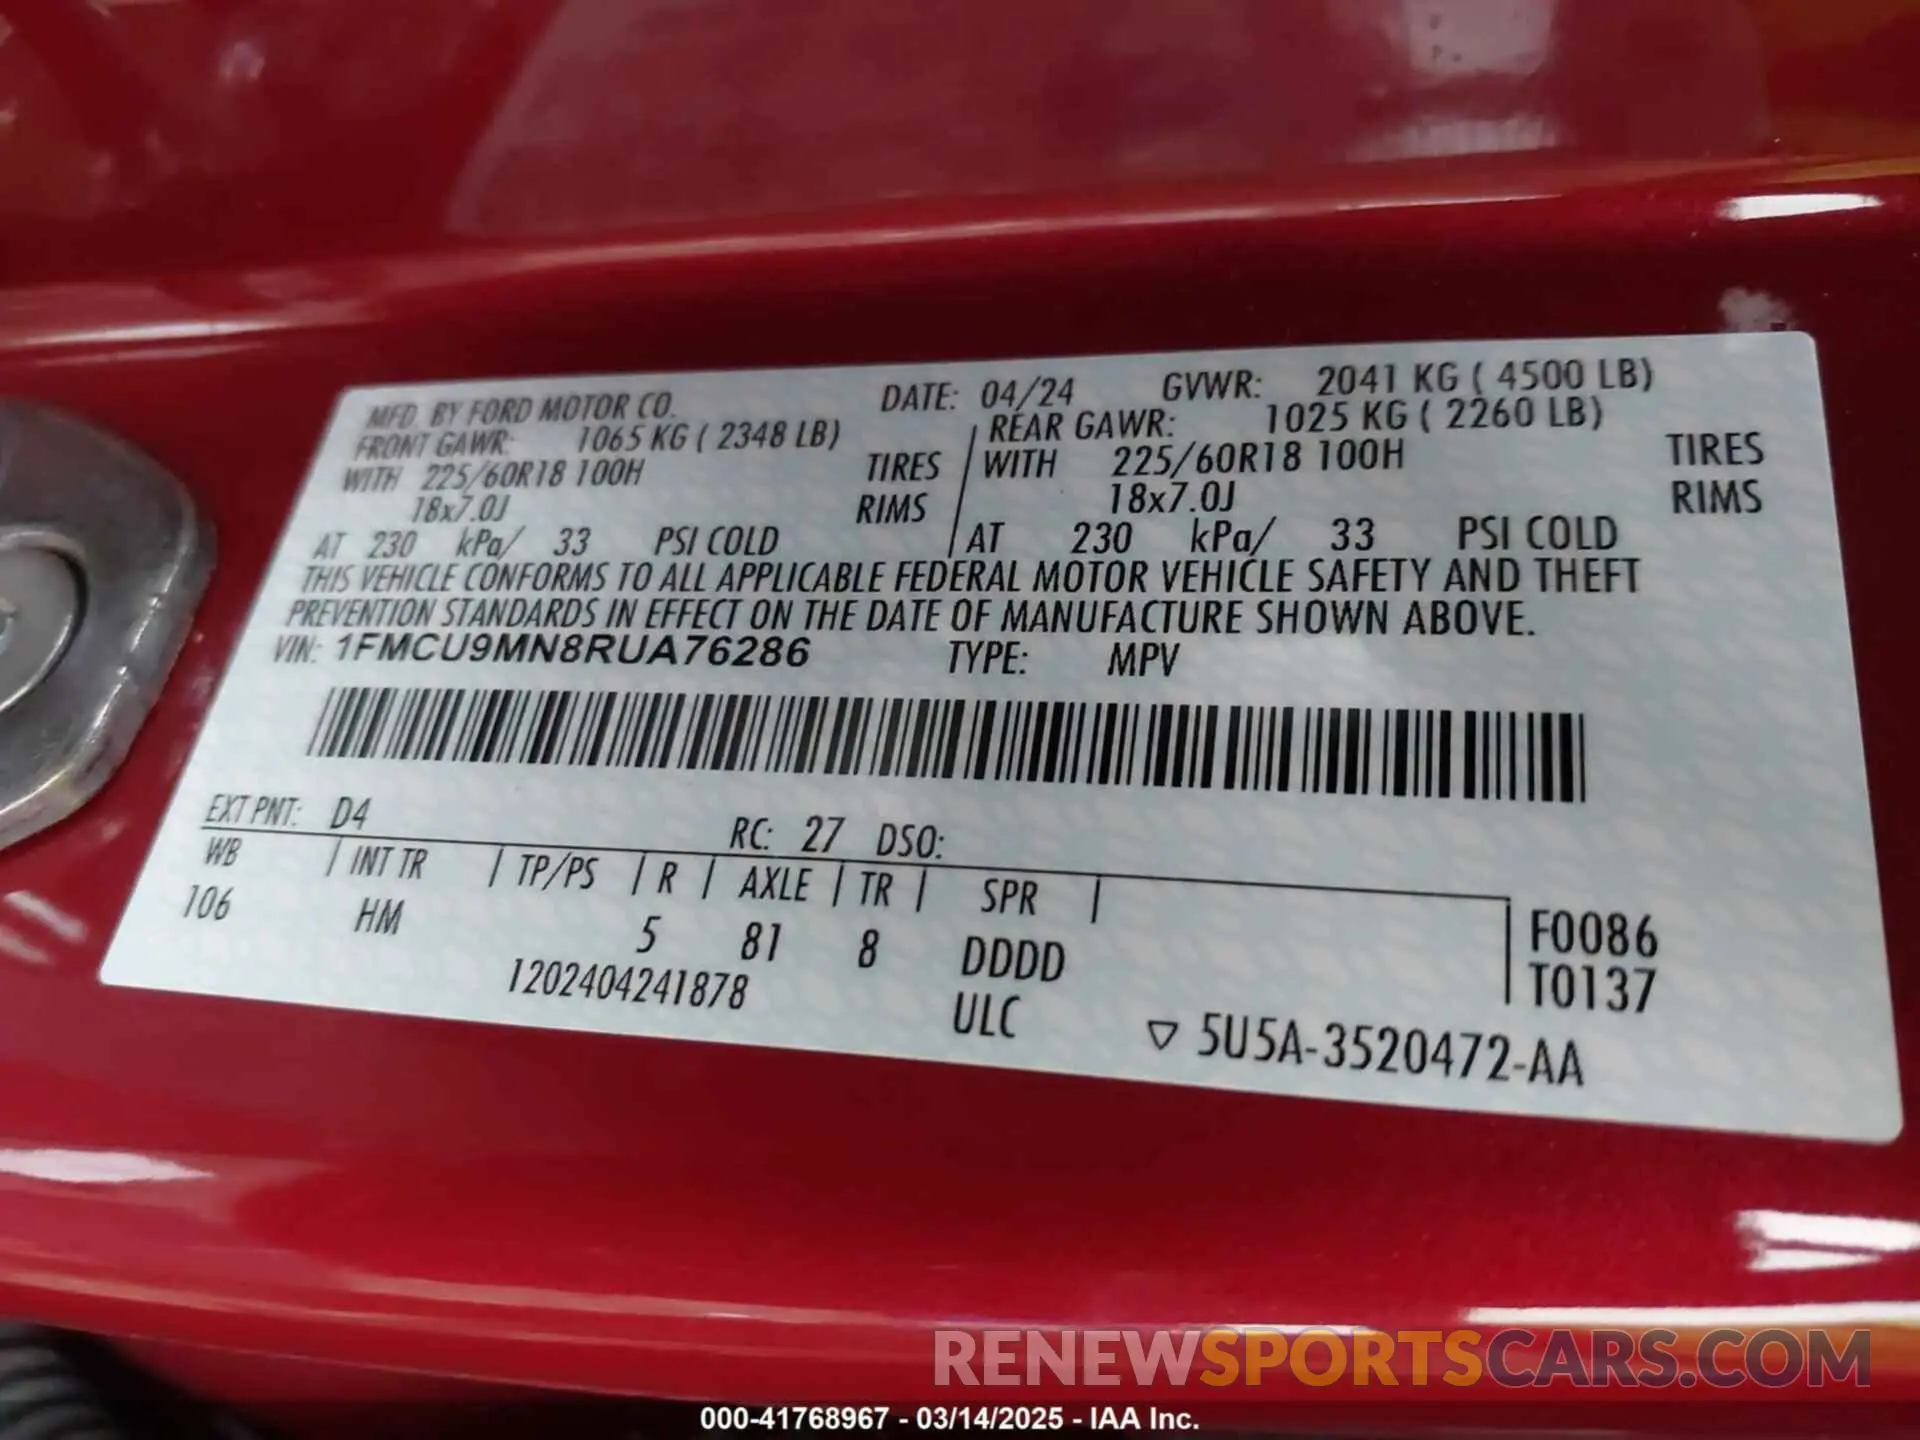 MFD. BY FORD MOTOR CO. DATE: 04/24 GVWR: 2041 KG ( 4500 LB)
FRONT GAWR: 1065 KG ( 2348 LB) REAR GAWR: 1025 KG ( 2260 LB)
WITH 225/60R18 100H TIRES WITH 225/60R18 100H TIRES
18x7.0J RIMS 18x7.0J RIMS
AT 230 kPa/ 33 PSI COLD AT 230 kPa/ 33 PSI COLD
THIS VEHICLE CONFORMS TO ALL APPLICABLE FEDERAL MOTOR VEHICLE SAFETY AND THEFT
PREVENTION STANDARDS IN EFFECT ON THE DATE OF MANUFACTURE SHOWN ABOVE.
VIN: 1FMCU9MN8RUA76286 TYPE: MPV
EXT PNT: D4 RC: 27 DSO:
WB INT TR TP/PS R AXLE TR SPR
106 HM 5 81 8 DDDD
F0086
T0137
1202404241878 ULC
▽ 5U5A-3520472-AA
RENEWSPORTSCARS.COM
000-41768967 - 03/14/2025 - IAA Inc.